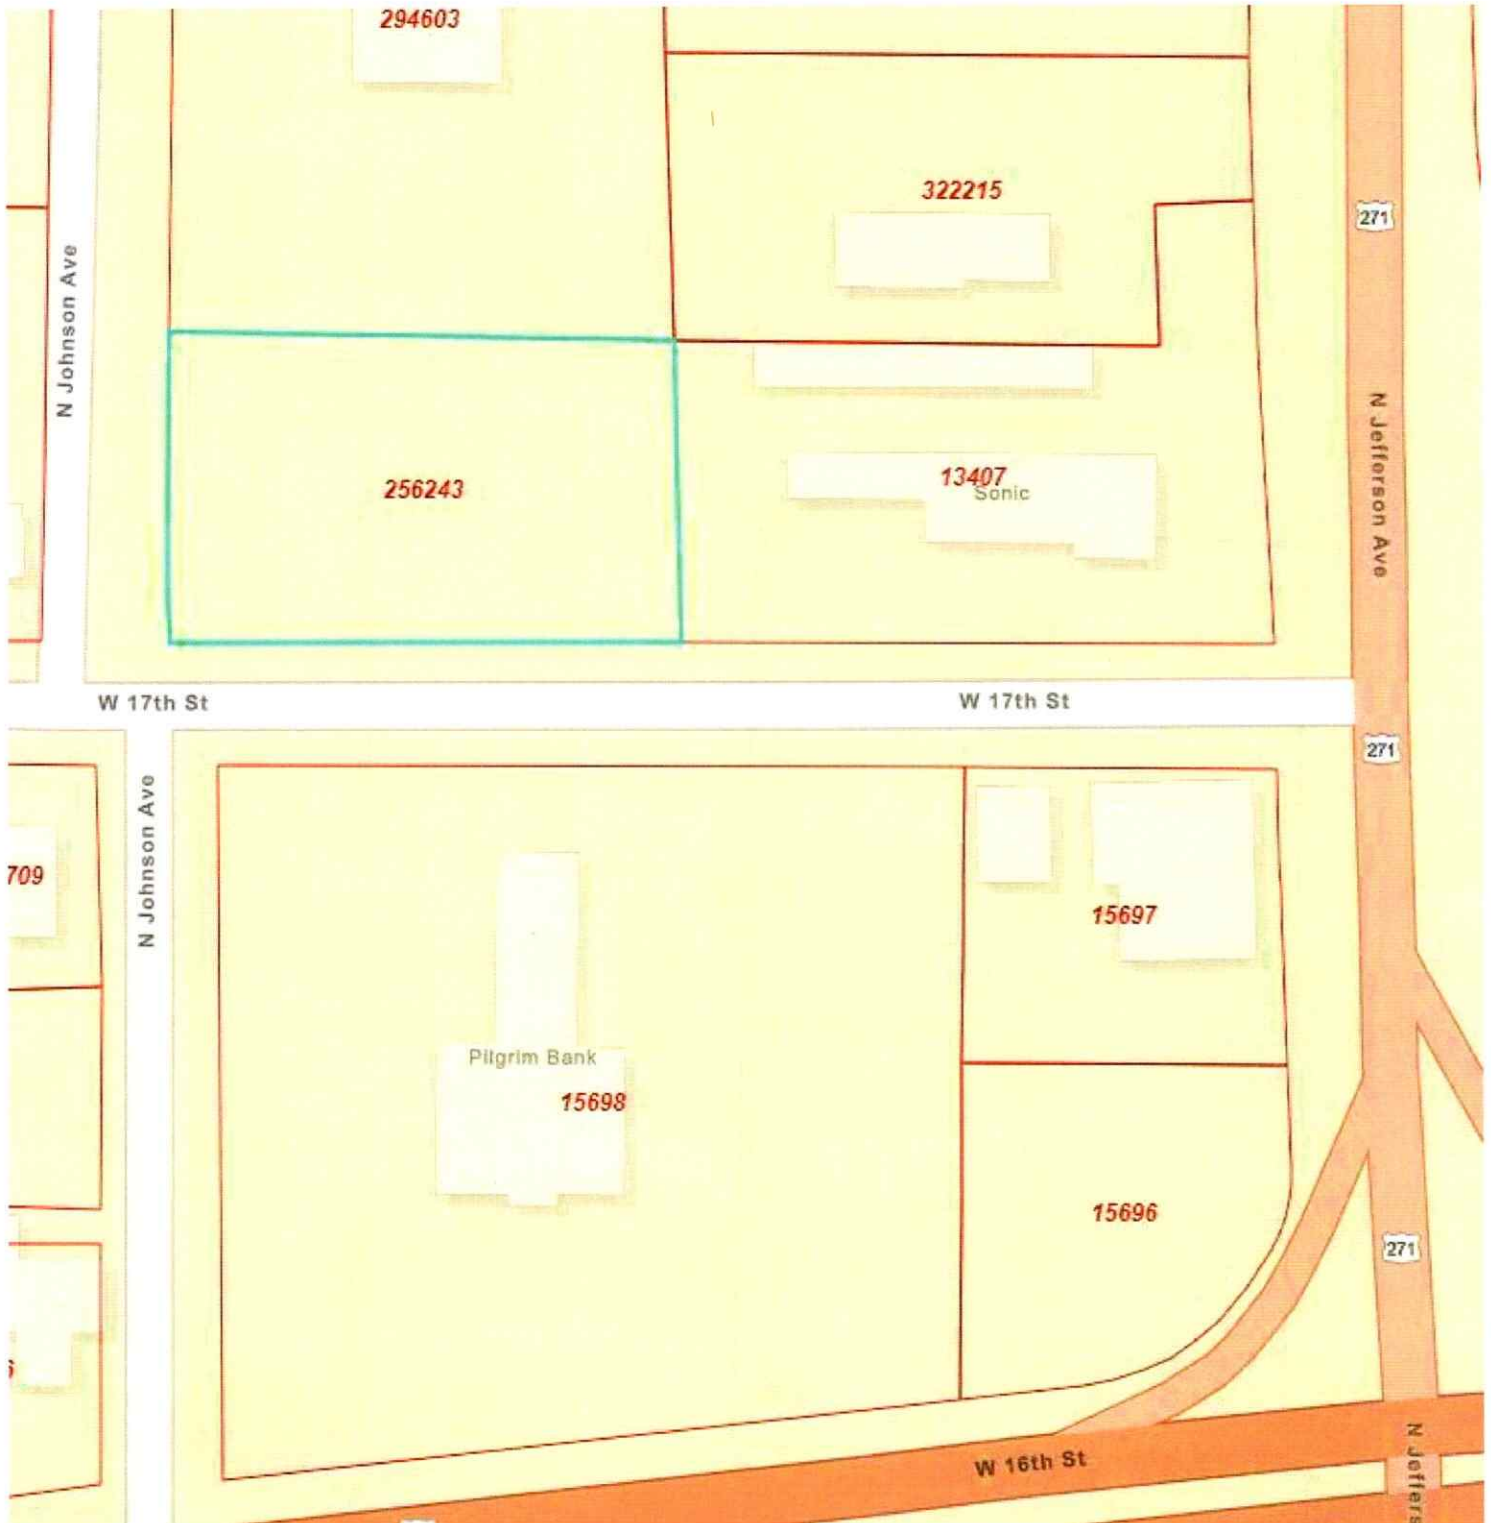 294603
322215
271
N Johnson Ave
N Jefferson Ave
13407
Sonic
256243
W 17th St
W 17th St
271
N Johnson Ave
709
15697
Pilgrim Bank
15698
15696
271
W 16th St
N Jeffers